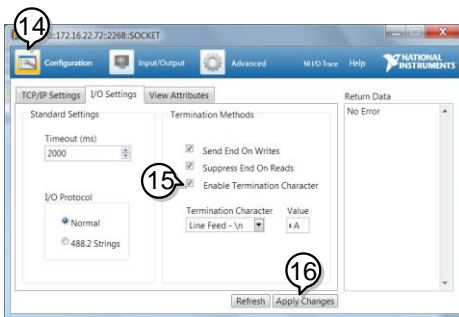 14
::172.16.22.72::2268::SOCKET
Configuration Input/Output Advanced NI I/O Trace Help NATIONAL INSTRUMENTS
TCP/IP Settings I/O Settings View Attributes Return Data
Standard Settings Termination Methods No Error
Timeout (ms)
2000 Send End On Writes
Suppress End On Reads
15 Enable Termination Character
I/O Protocol
Termination Character Value
Normal Line Feed - \n xA
488.2 Strings
16
Refresh Apply Changes